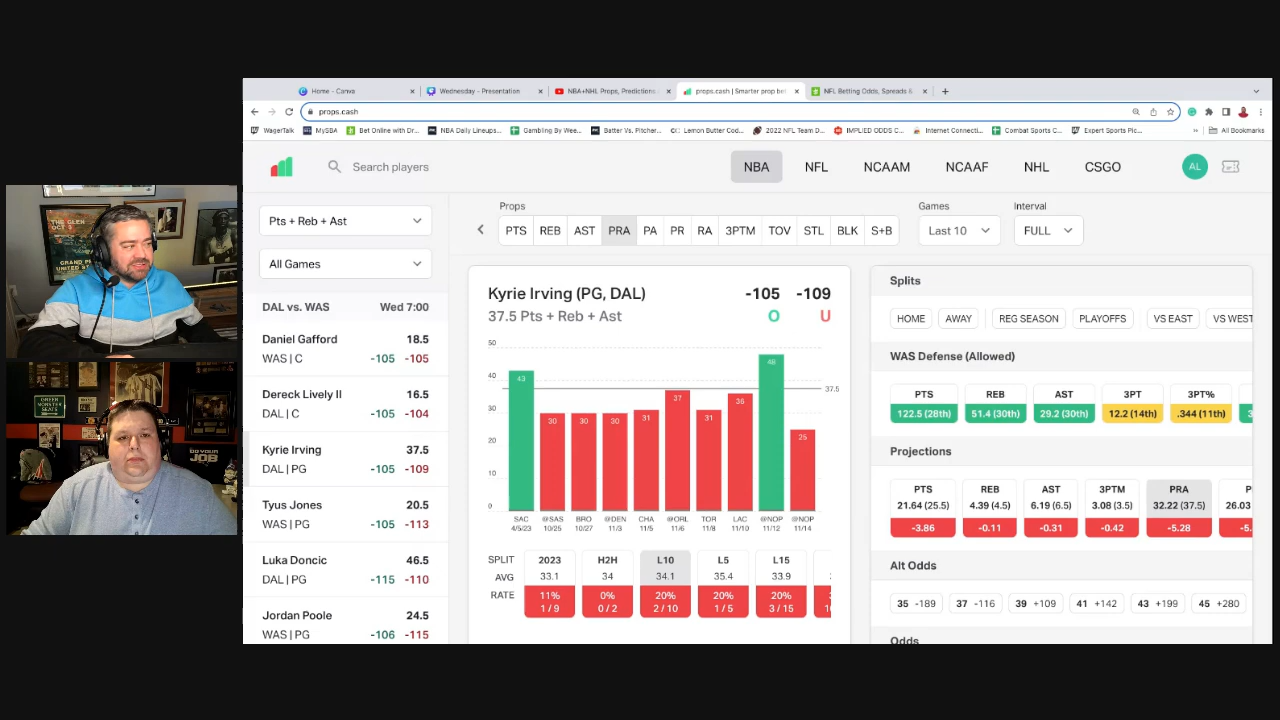 Home - Canva
Wednesday - Presentation
NBA+NHL Props, Predictions
props.cash | Smarter prop bet
NFL Betting Odds, Spreads &
props.cash
WagerTalk
MySBA
Bet Online with Dr...
NBA Daily Lineups...
Gambling By Wee...
Batter Vs. Pitcher...
Lemon Butter Cod...
2022 NFL Team D...
IMPLIED ODDS C...
Internet Connecti...
Combat Sports C...
Expert Sports Pic...
All Bookmarks
Search players
NBA NFL NCAAM NCAAF NHL CSGO
AL
Pts + Reb + Ast
All Games
DAL vs. WAS Wed 7:00
Daniel Gafford 18.5
WAS | C -105 -105
Dereck Lively II 16.5
DAL | C -105 -104
Kyrie Irving 37.5
DAL | PG -105 -109
Tyus Jones 20.5
WAS | PG -105 -113
Luka Doncic 46.5
DAL | PG -115 -110
Jordan Poole 24.5
WAS | PG -106 -115
Props
PTS REB AST PRA PA PR RA 3PTM TOV STL BLK S+B
Games
Last 10
Interval
FULL
Kyrie Irving (PG, DAL) -105 -109
37.5 Pts + Reb + Ast O U
50
40
30
20
10
0
37.5
43 30 30 30 31 37 31 36 48 25
SAC @SAS BRO @DEN CHA @ORL TOR LAC @NOP @NOP
4/5/23 10/25 10/27 11/3 11/5 11/6 11/8 11/10 11/12 11/14
SPLIT 2023 H2H L10 L5 L15
AVG 33.1 34 34.1 35.4 33.9
RATE 11% 0% 20% 20% 20%
1 / 9 0 / 2 2 / 10 1 / 5 3 / 15
Splits
HOME AWAY REG SEASON PLAYOFFS VS EAST VS WEST
WAS Defense (Allowed)
PTS REB AST 3PT 3PT%
122.5 (28th) 51.4 (30th) 29.2 (30th) 12.2 (14th) .344 (11th)
Projections
PTS REB AST 3PTM PRA
21.64 (25.5) 4.39 (4.5) 6.19 (6.5) 3.08 (3.5) 32.22 (37.5) 26.03
-3.86 -0.11 -0.31 -0.42 -5.28
Alt Odds
35 -189 37 -116 39 +109 41 +142 43 +199 45 +280
Odds
THE GLEN
OCT 3
UNITED ST
GRAND PR
GREEN
MONSTER
SEATS
DO YOUR
JOB